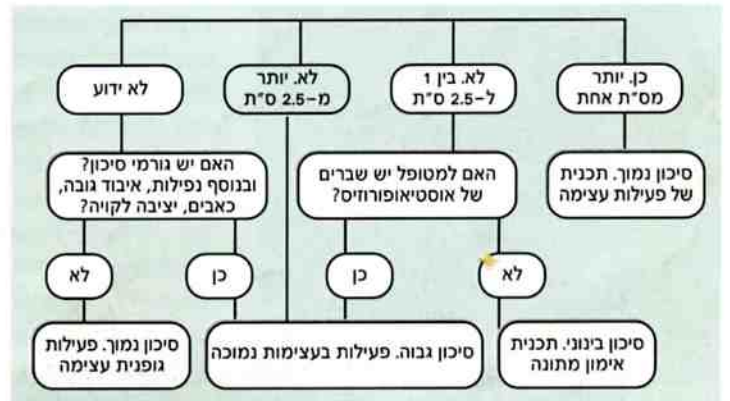 כן. יותר
מס"ת אחת
לא. בין 1
ל-2.5 ס"ת
לא. יותר
מ-2.5 ס"ת
לא ידוע
סיכון נמוך. תכנית
של פעילות עצימה
האם למטופל יש שברים
של אוסטיאופורוזיס?
האם יש גורמי סיכון?
ובנוסף נפילות, איבוד גובה,
כאבים, יציבה לקויה?
לא
כן
כן
לא
סיכון בינוני. תכנית
אימון מתונה
סיכון גבוה. פעילות בעצימות נמוכה
סיכון נמוך. פעילות
גופנית עצימה